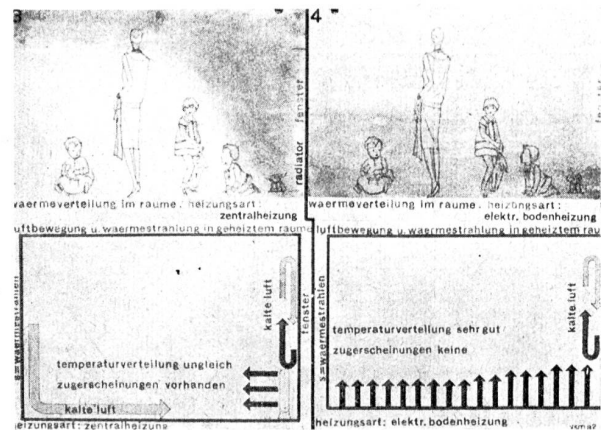 3
fenster
radiator
waermeverteilung im raume. heizungsart:
zentralheizung
4
fenster
waermeverteilung im raume. heizungsart:
elektr. bodenheizung
luftbewegung u. waermestrahlung in geheiztem raume
s=waermestrahlen
kalte luft
fenster
temperaturverteilung ungleich
zugerscheinungen vorhanden
kalte luft
heizungsart: zentralheizung
luftbewegung u. waermestrahlung in geheiztem rau
s=waermestrahlen
kalte luft
temperaturverteilung sehr gut
zugerscheinungen keine
heizungsart: elektr. bodenheizung